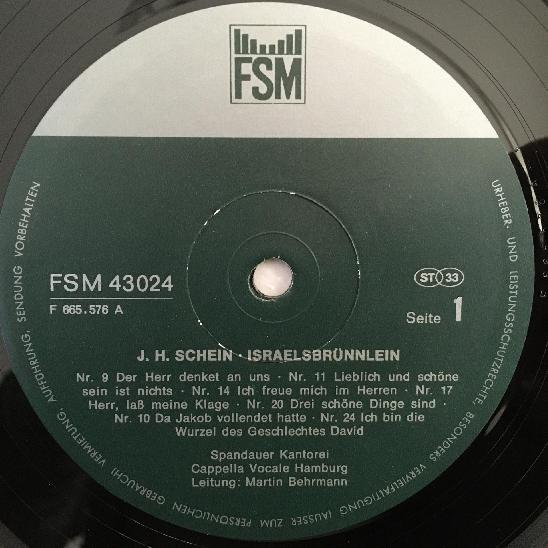 FSM
FSM 43024
F 665.576 A
ST 33
Seite 1
J. H. SCHEIN · ISRAELSBRÜNNLEIN
Nr. 9 Der Herr denket an uns · Nr. 11 Lieblich und schöne
sein ist nichts · Nr. 14 Ich freue mich im Herren · Nr. 17
Herr, laß meine Klage · Nr. 20 Drei schöne Dinge sind ·
Nr. 10 Da Jakob vollendet hatte · Nr. 24 Ich bin die
Wurzel des Geschlechtes David
Spandauer Kantorei
Cappella Vocale Hamburg
Leitung: Martin Behrmann
URHEBER- UND LEISTUNGSSCHUTZRECHTE, BESONDERS VERVIELFÄLTIGUNG (AUSSER ZUM PERSÖNLICHEN GEBRAUCH) VERMIETUNG, AUFFÜHRUNG, SENDUNG VORBEHALTEN